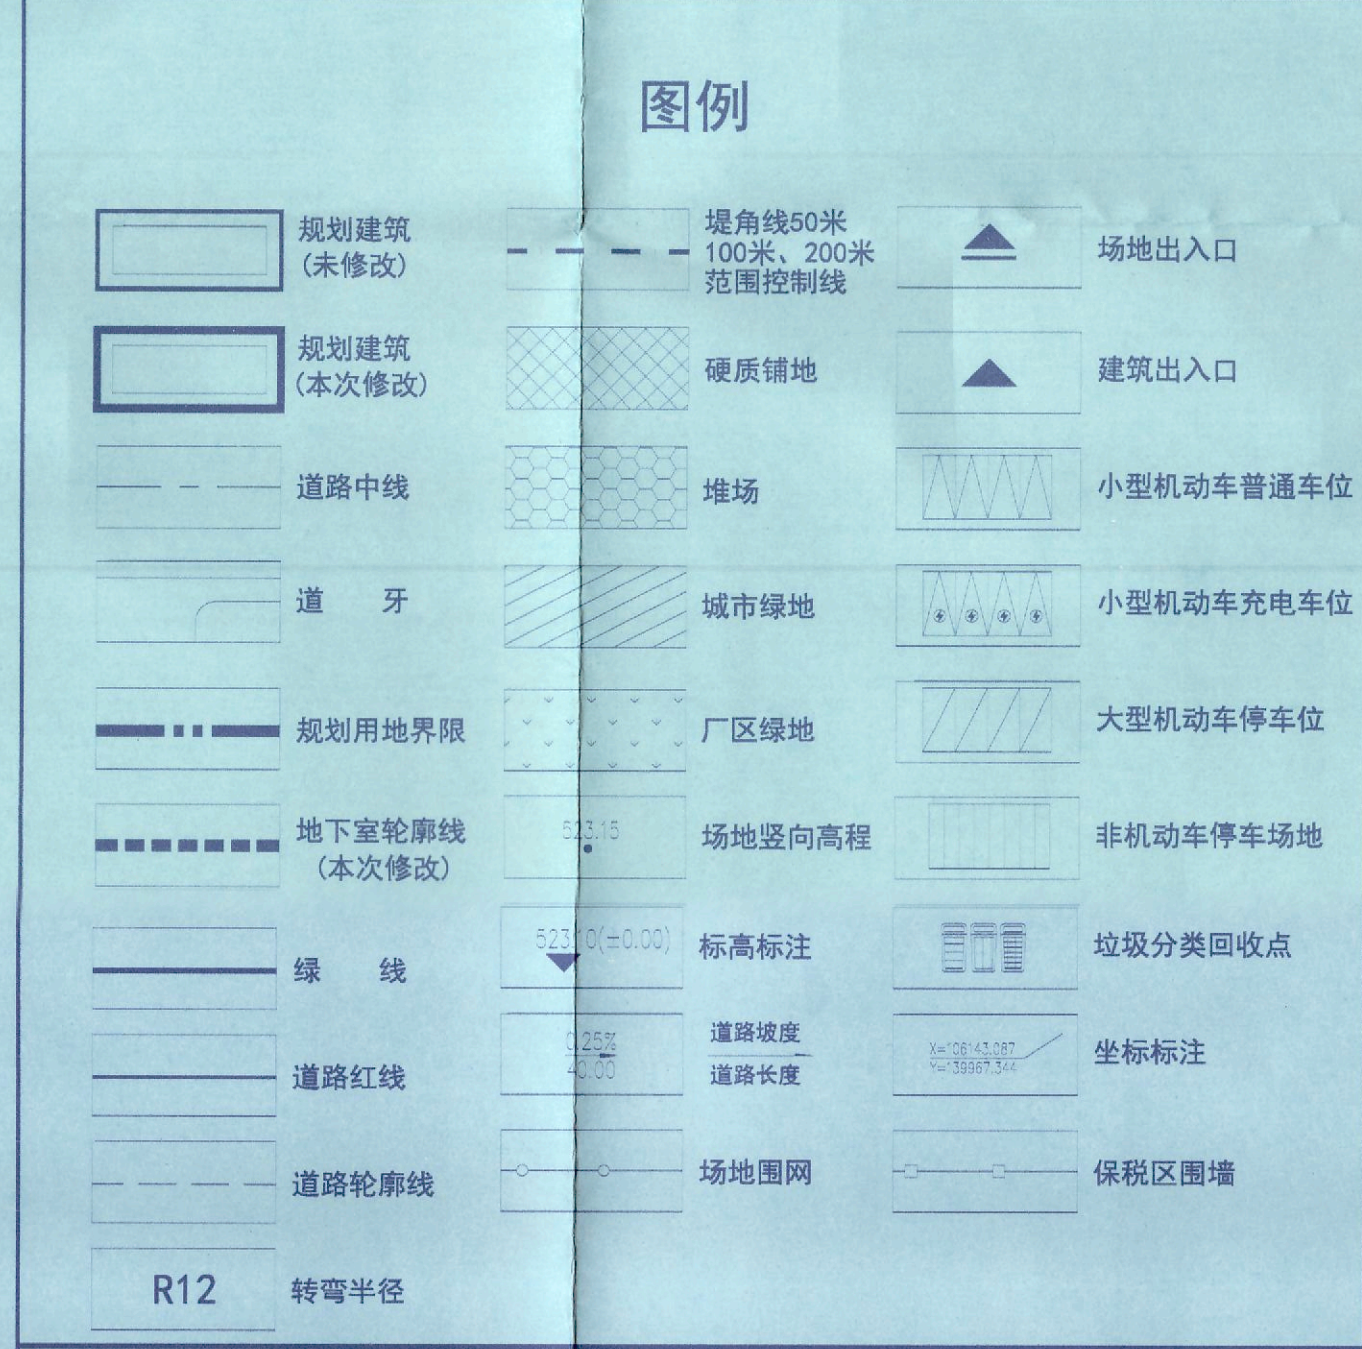 图例
规划建筑
(未修改)
规划建筑
(本次修改)
道路中线
道 牙
规划用地界限
地下室轮廓线
(本次修改)
绿 线
道路红线
道路轮廓线
R12
转弯半径
堤角线50米
100米、200米
范围控制线
硬质铺地
堆场
城市绿地
厂区绿地
523.15
场地竖向高程
523.10(±0.00)
标高标注
0.25%
40.00
道路坡度
道路长度
场地围网
场地出入口
建筑出入口
小型机动车普通车位
小型机动车充电车位
大型机动车停车位
非机动车停车场地
垃圾分类回收点
X=106143.087
Y=139967.344
坐标标注
保税区围墙